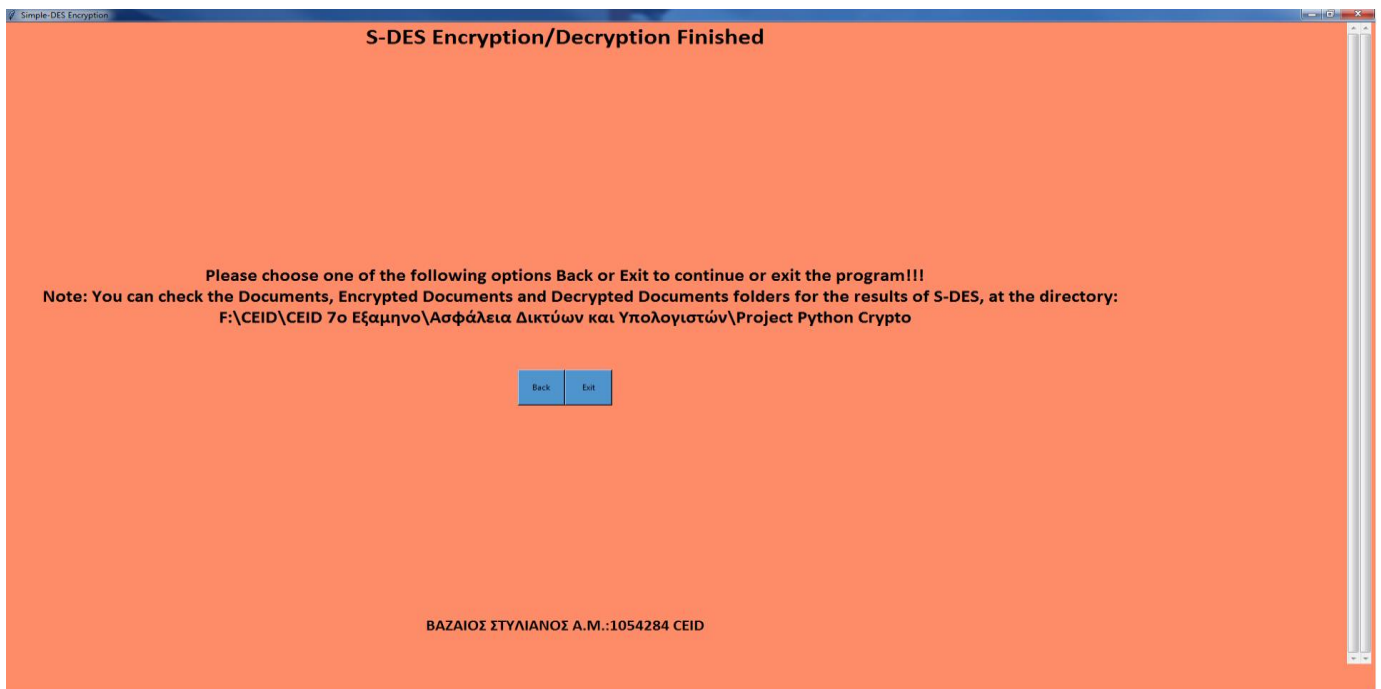 Simple-DES Encryption
S-DES Encryption/Decryption Finished
Please choose one of the following options Back or Exit to continue or exit the program!!!
Note: You can check the Documents, Encrypted Documents and Decrypted Documents folders for the results of S-DES, at the directory:
F:\CEID\CEID 7ο Εξαμηνο\Ασφάλεια Δικτύων και Υπολογιστών\Project Python Crypto
Back Exit
ΒΑΖΑΙΟΣ ΣΤΥΛΙΑΝΟΣ Α.Μ.:1054284 CEID